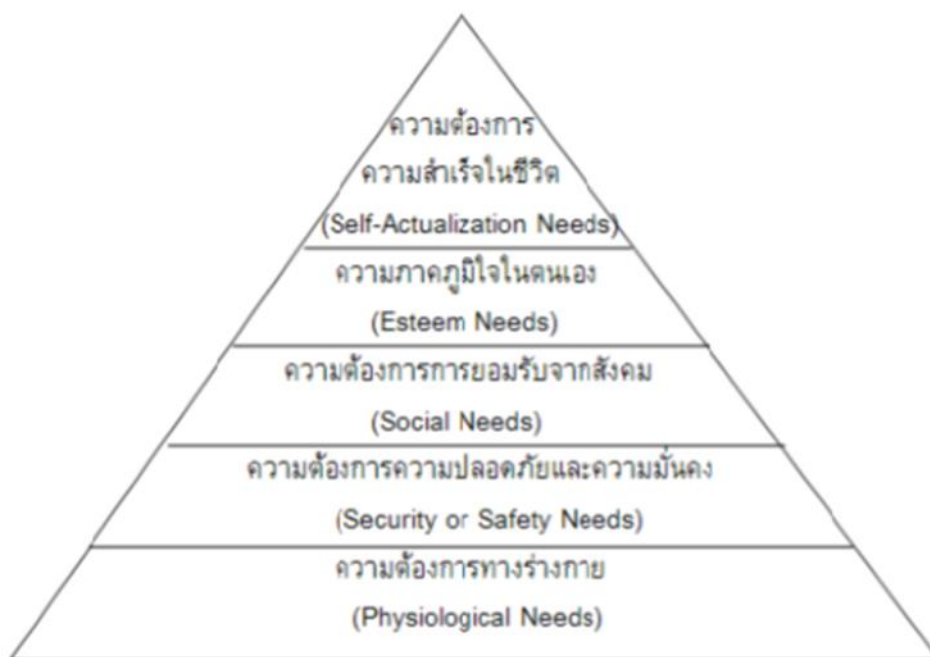 ความต้องการ
ความสำเร็จในชีวิต
(Self-Actualization Needs)
ความภาคภูมิใจในตนเอง
(Esteem Needs)
ความต้องการการยอมรับจากสังคม
(Social Needs)
ความต้องการความปลอดภัยและความมั่นคง
(Security or Safety Needs)
ความต้องการทางร่างกาย
(Physiological Needs)